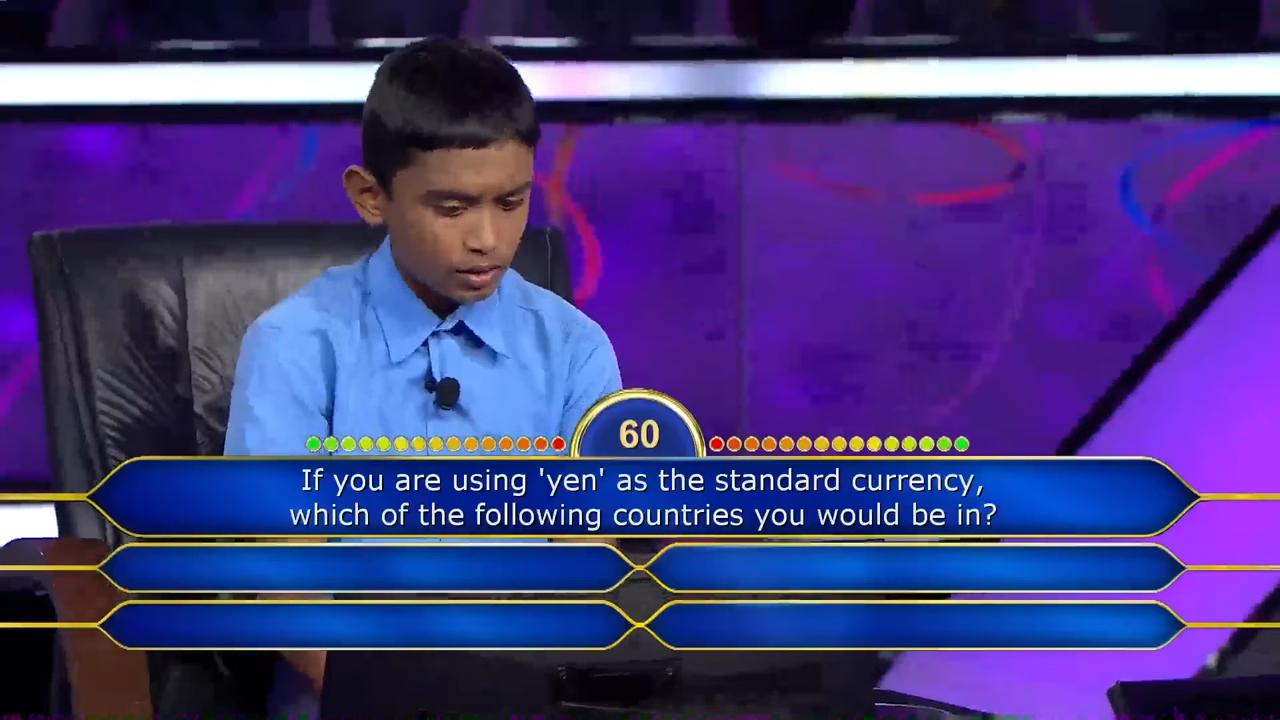 60
If you are using 'yen' as the standard currency,
which of the following countries you would be in?